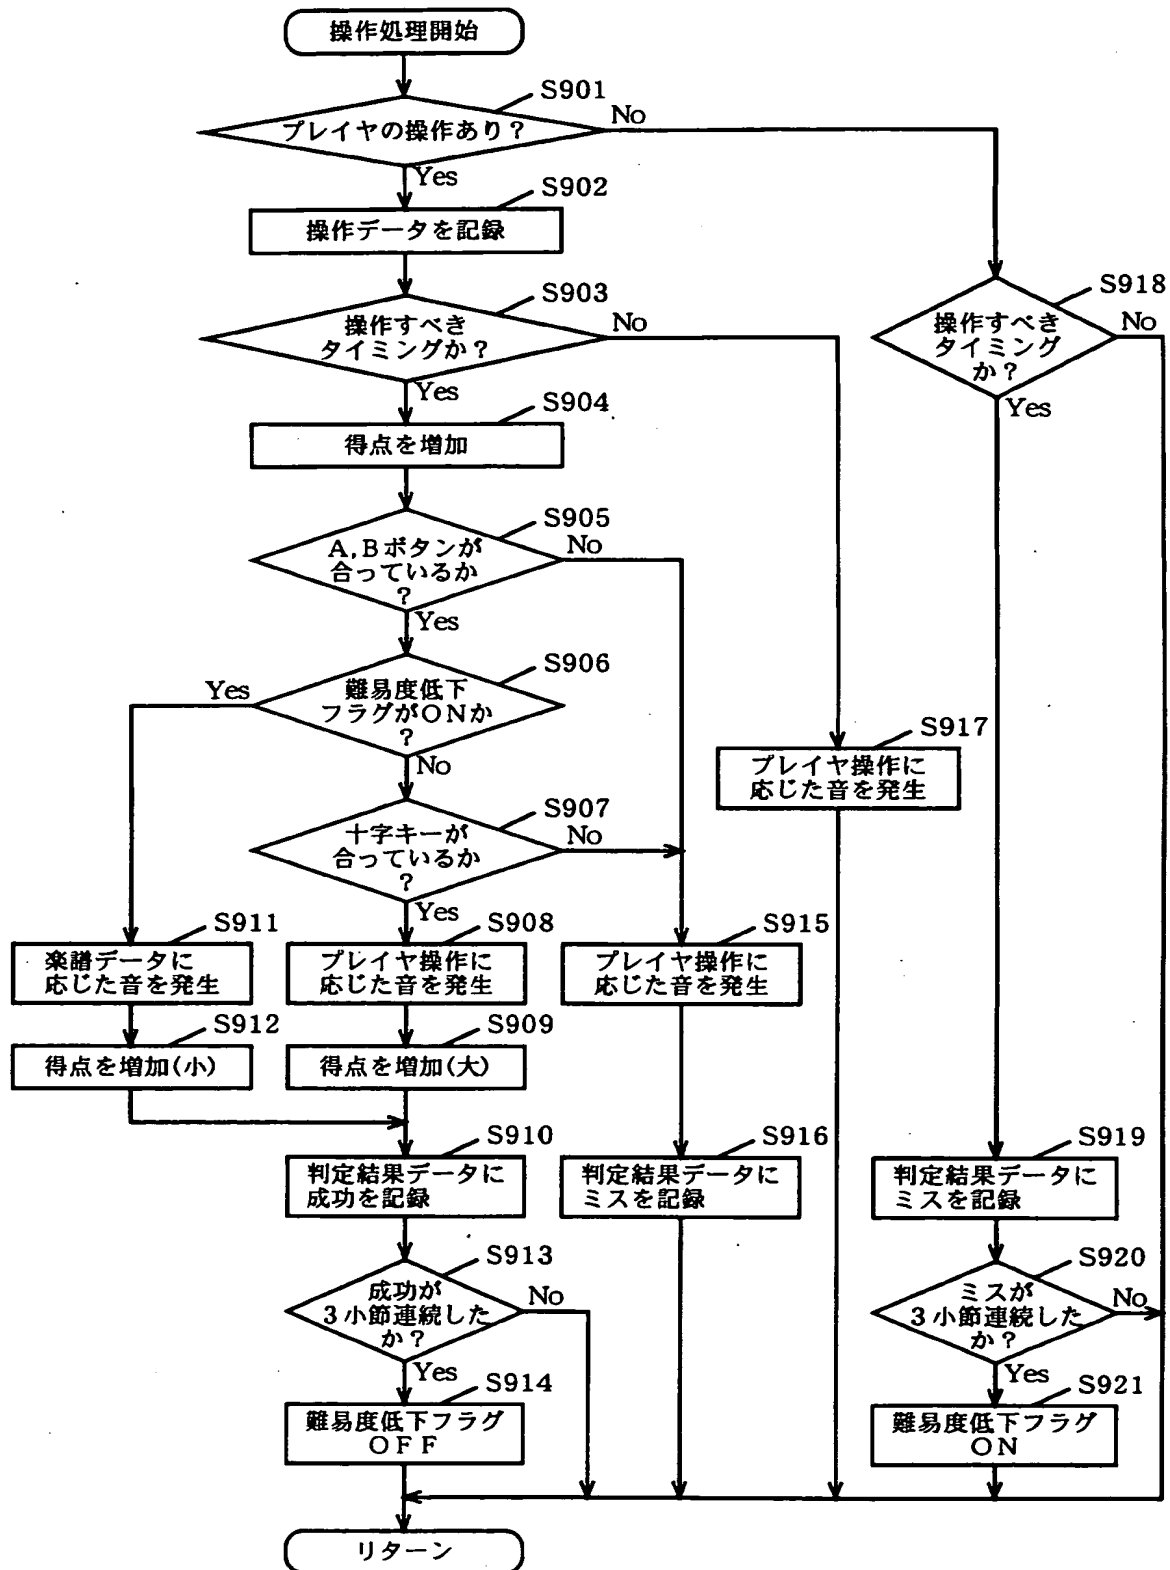 操作処理開始
S901
プレイヤの操作あり？
No
Yes
S902
操作データを記録
S903
操作すべき
タイミングか？
No
Yes
S918
操作すべき
タイミング
か？
No
Yes
S904
得点を増加
S905
A,Bボタンが
合っているか
？
No
Yes
S906
難易度低下
フラグがONか
？
Yes
No
S917
プレイヤ操作に
応じた音を発生
S907
十字キーが
合っているか
？
No
Yes
S911
楽譜データに
応じた音を発生
S908
プレイヤ操作に
応じた音を発生
S915
プレイヤ操作に
応じた音を発生
S912
得点を増加(小)
S909
得点を増加(大)
S910
判定結果データに
成功を記録
S916
判定結果データに
ミスを記録
S919
判定結果データに
ミスを記録
S913
成功が
3小節連続した
か？
No
Yes
S920
ミスが
3小節連続した
か？
No
Yes
S914
難易度低下フラグ
OFF
S921
難易度低下フラグ
ON
リターン